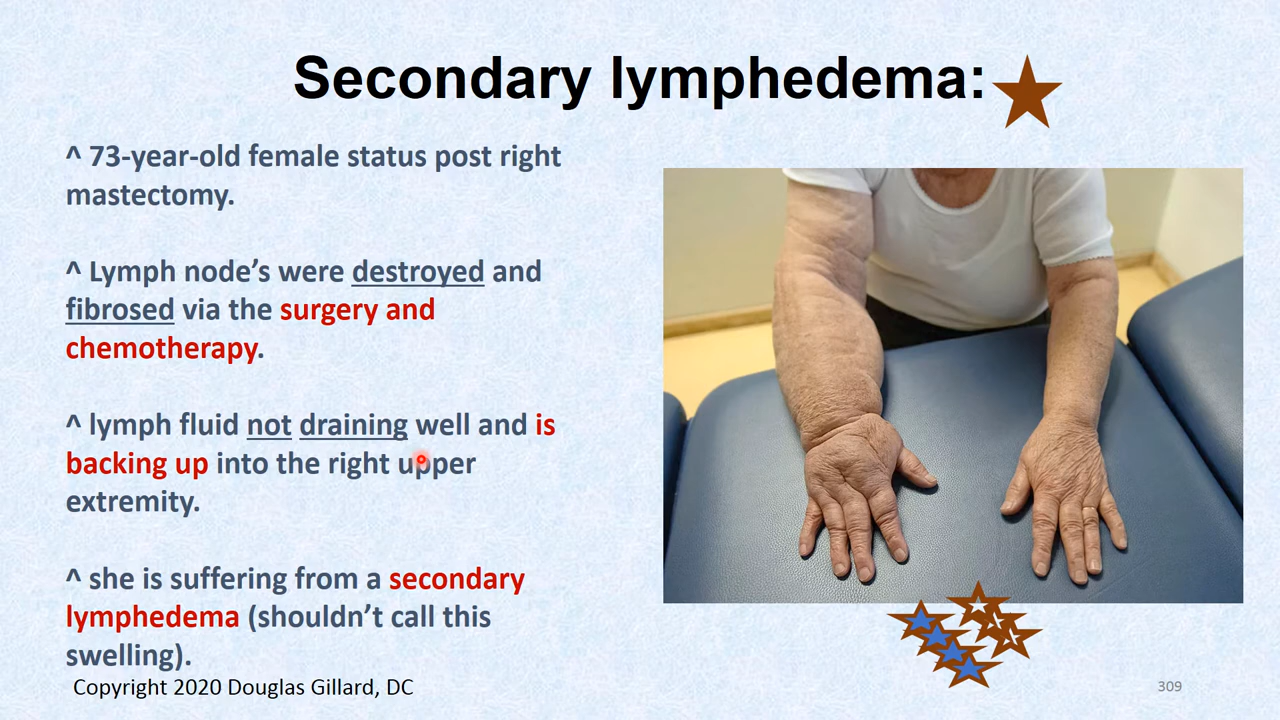 Secondary lymphedema:
^ 73-year-old female status post right
mastectomy.
^ Lymph node’s were destroyed and
fibrosed via the surgery and
chemotherapy.
^ lymph fluid not draining well and is
backing up into the right upper
extremity.
^ she is suffering from a secondary
lymphedema (shouldn’t call this
swelling).
Copyright 2020 Douglas Gillard, DC
309